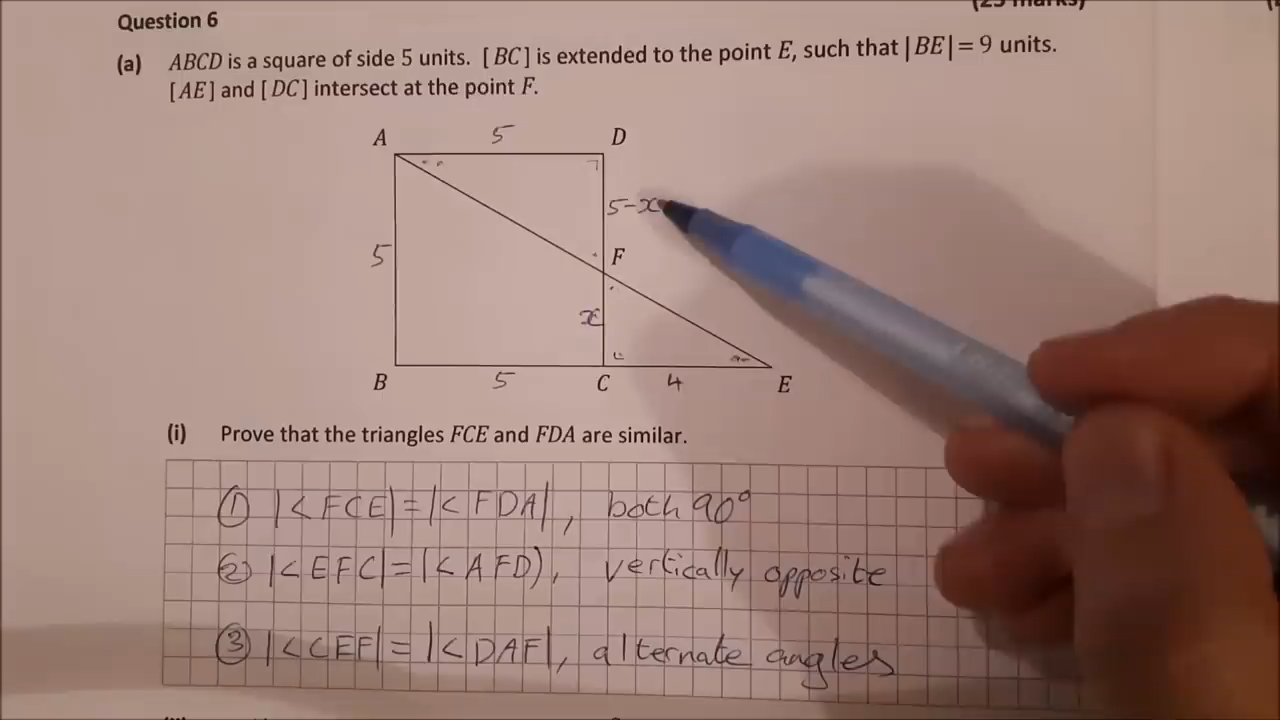 (25 marks)
Question 6
(a) ABCD is a square of side 5 units. [BC] is extended to the point E, such that |BE| = 9 units.
[AE] and [DC] intersect at the point F.
A 5 D
5-x
5 F
x
B 5 C 4 E
(i) Prove that the triangles FCE and FDA are similar.
① |<FCE|=|<FDA|, both 90°
② |<EFC|=|<AFD), vertically opposite
③ |<CEF|=|<DAF|, alternate angles